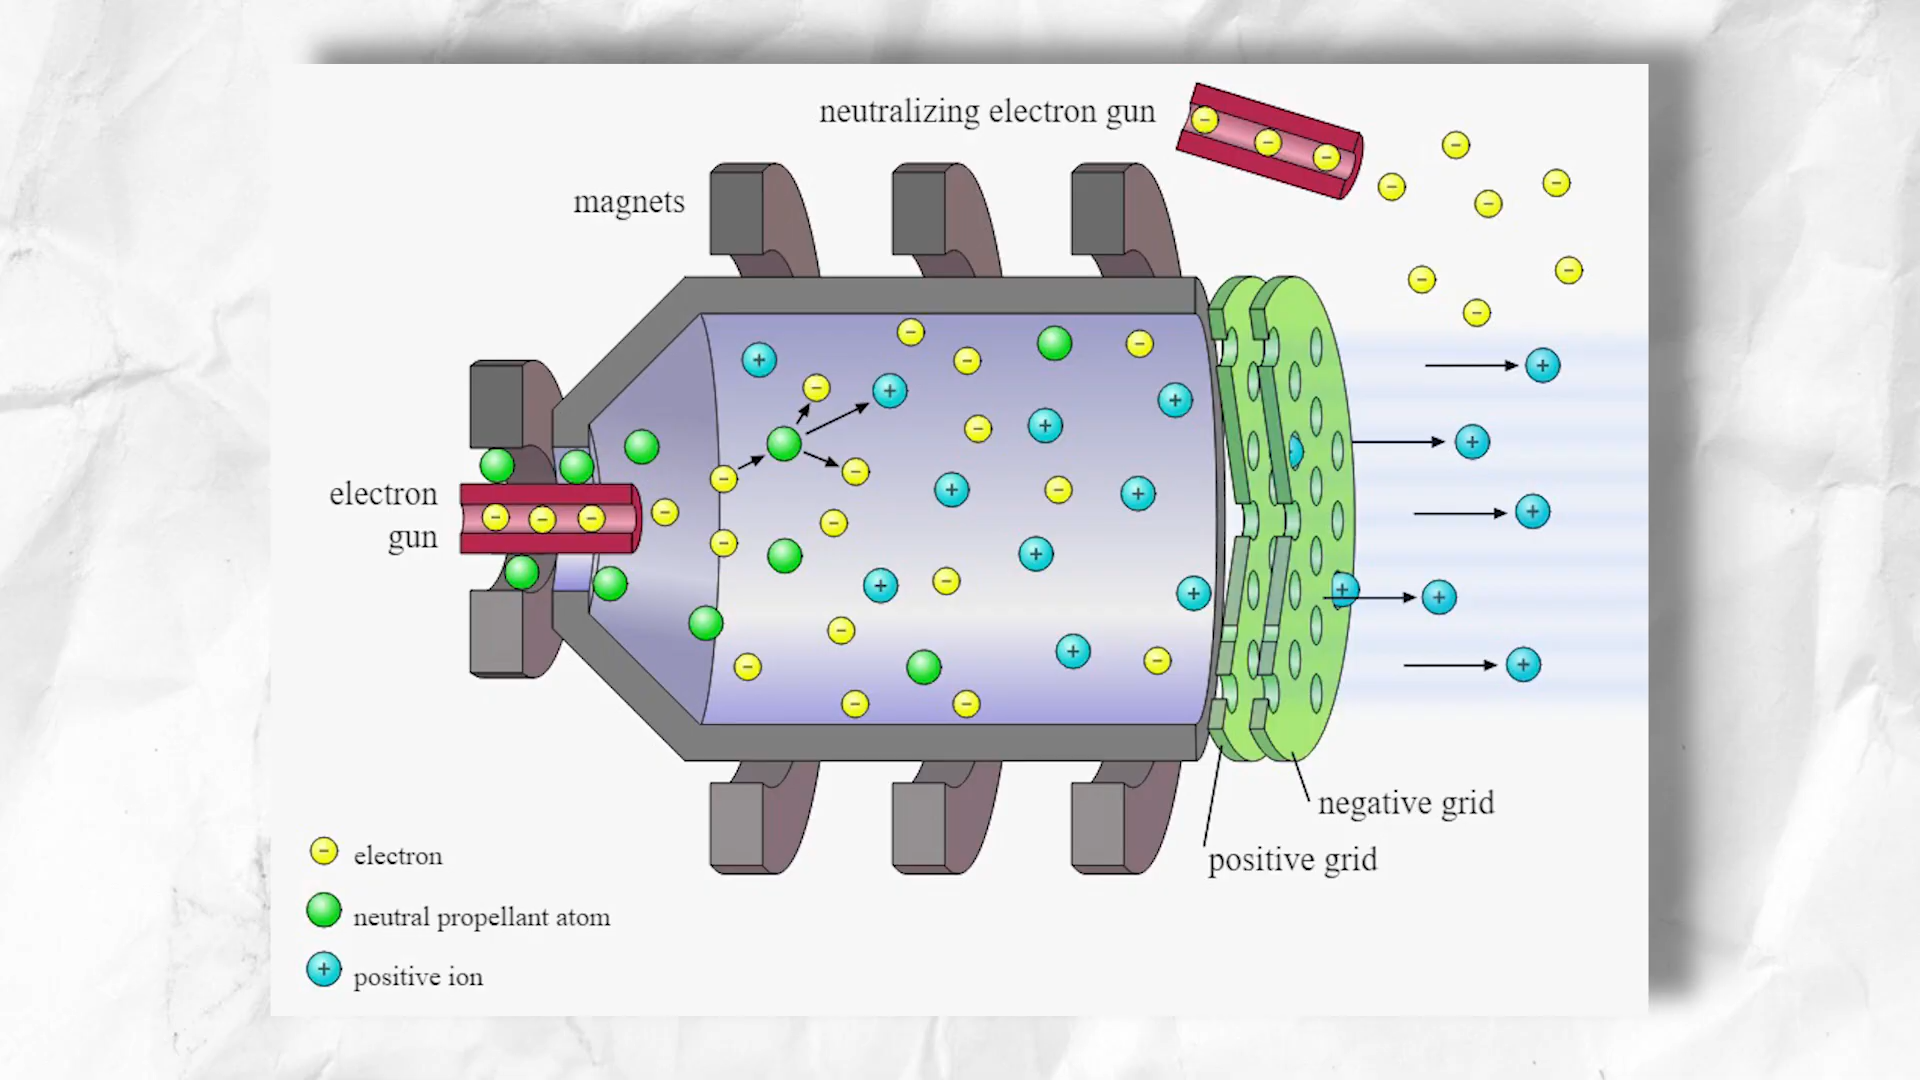 neutralizing electron gun
magnets
electron
gun
negative grid
positive grid
electron
neutral propellant atom
positive ion